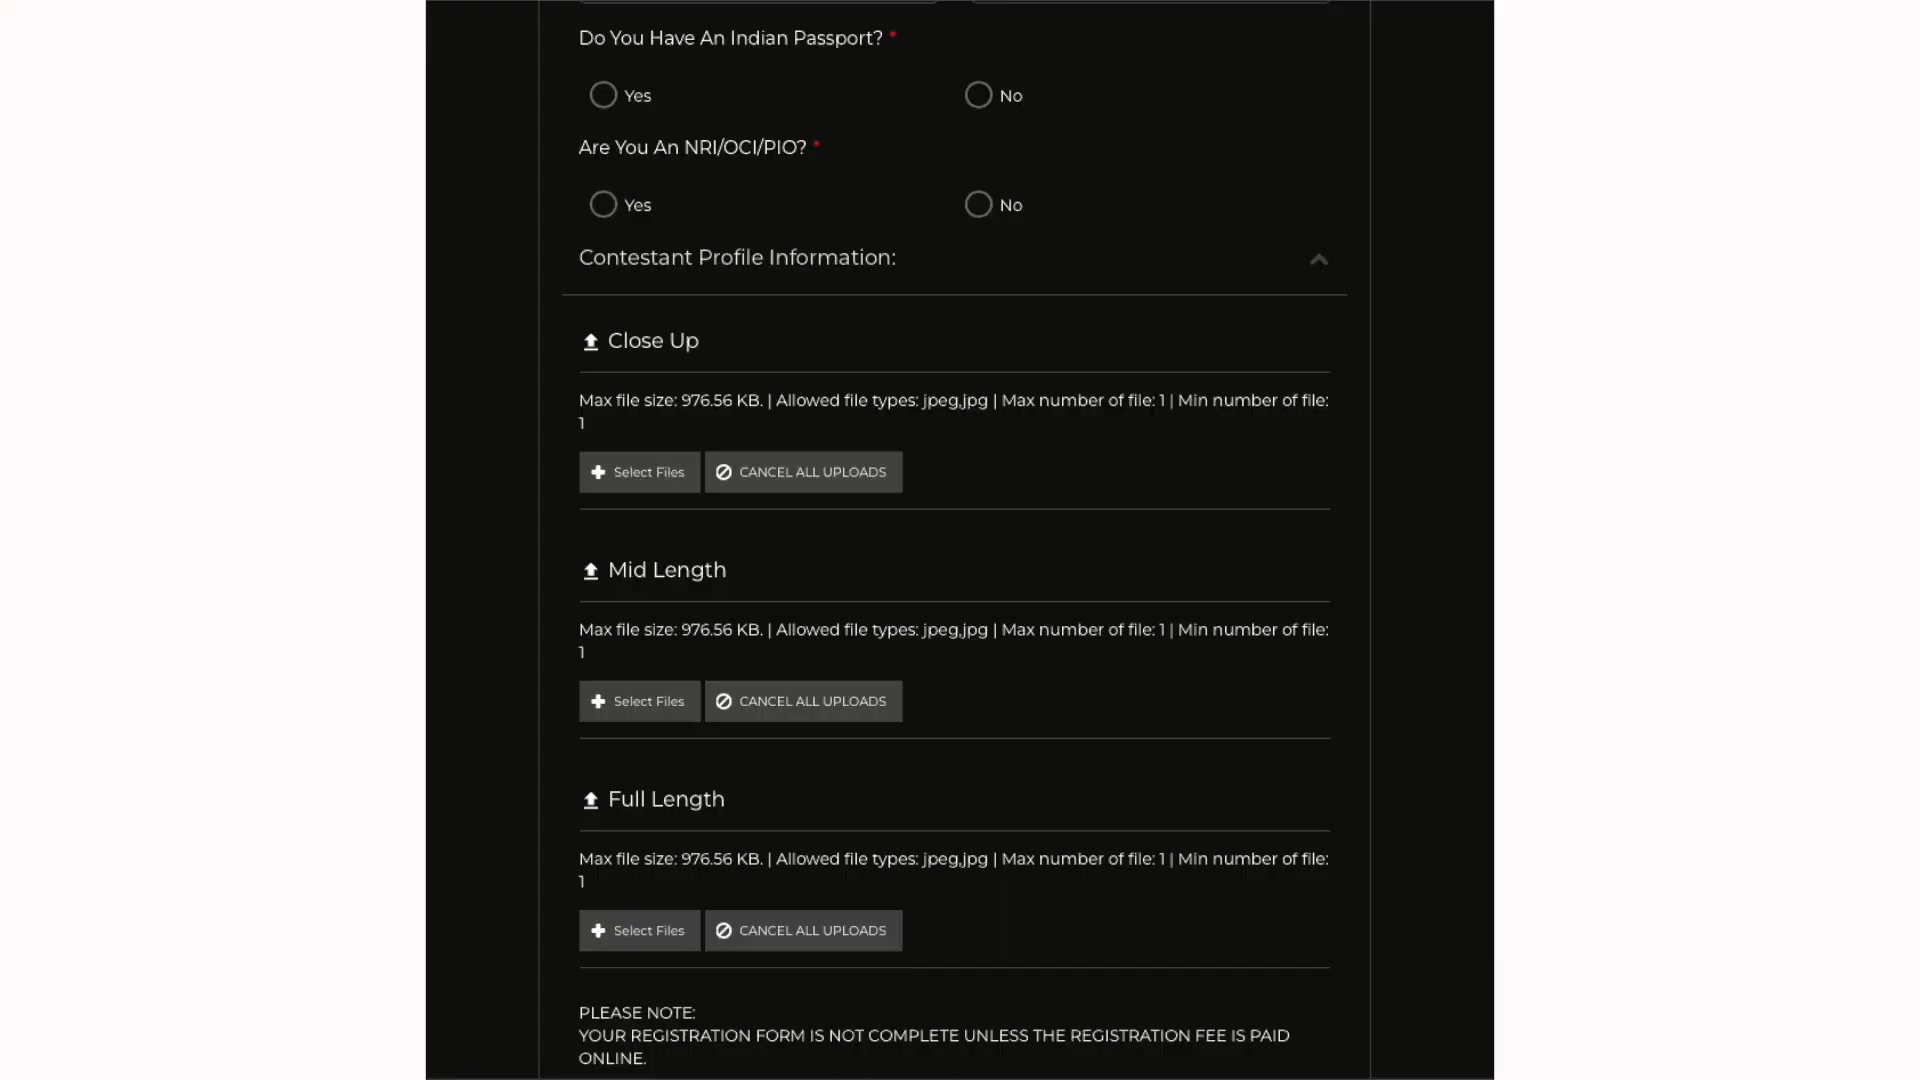 Do You Have An Indian Passport? *
Yes
No
Are You An NRI/OCI/PIO? *
Yes
No
Contestant Profile Information:
Close Up
Max file size: 976.56 KB. | Allowed file types: jpeg,jpg | Max number of file: 1 | Min number of file:
1
Select Files
CANCEL ALL UPLOADS
Mid Length
Max file size: 976.56 KB. | Allowed file types: jpeg,jpg | Max number of file: 1 | Min number of file:
1
Select Files
CANCEL ALL UPLOADS
Full Length
Max file size: 976.56 KB. | Allowed file types: jpeg,jpg | Max number of file: 1 | Min number of file:
1
Select Files
CANCEL ALL UPLOADS
PLEASE NOTE:
YOUR REGISTRATION FORM IS NOT COMPLETE UNLESS THE REGISTRATION FEE IS PAID
ONLINE.